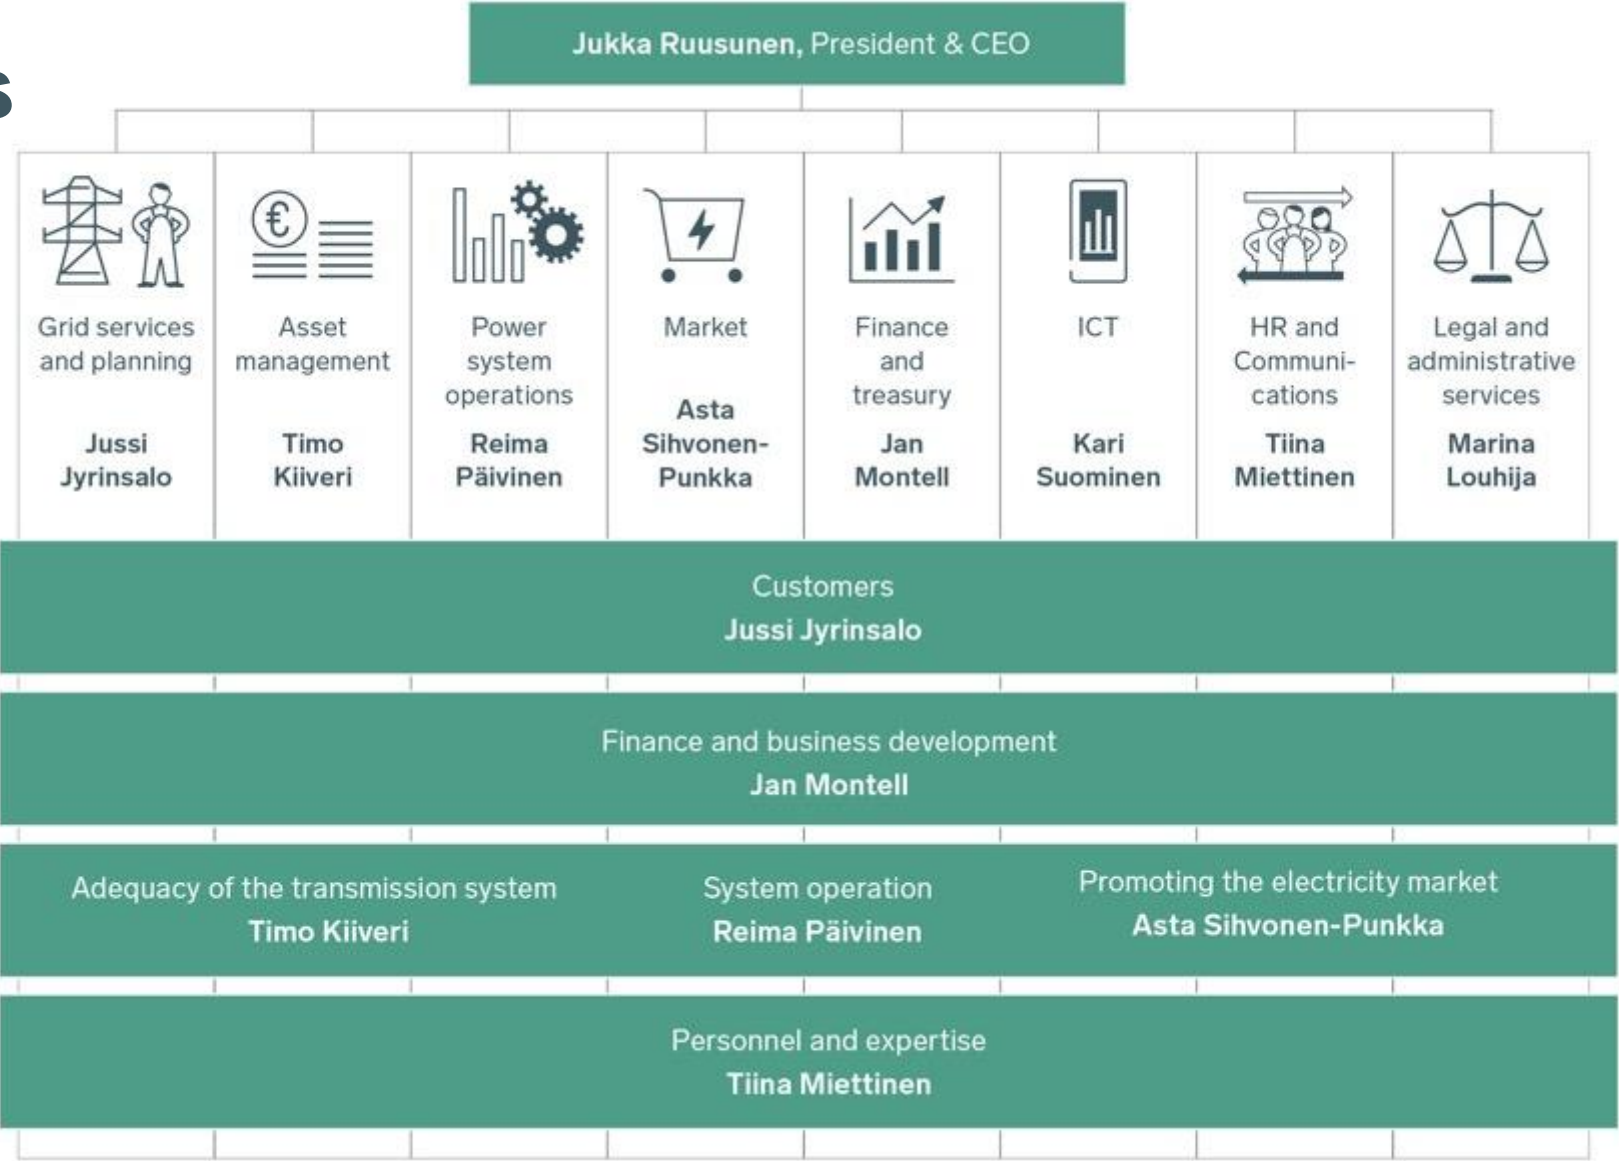 s
Jukka Ruusunen, President & CEO
Grid services
and planning
Jussi
Jyrinsalo
Asset
management
Timo
Kiiveri
Power
system
operations
Reima
Päivinen
Market
Asta
Sihvonen-
Punkka
Finance
and
treasury
Jan
Montell
ICT
Kari
Suominen
HR and
Communi-
cations
Tiina
Miettinen
Legal and
administrative
services
Marina
Louhija
Customers
Jussi Jyrinsalo
Finance and business development
Jan Montell
Adequacy of the transmission system
Timo Kiiveri
System operation
Reima Päivinen
Promoting the electricity market
Asta Sihvonen-Punkka
Personnel and expertise
Tiina Miettinen